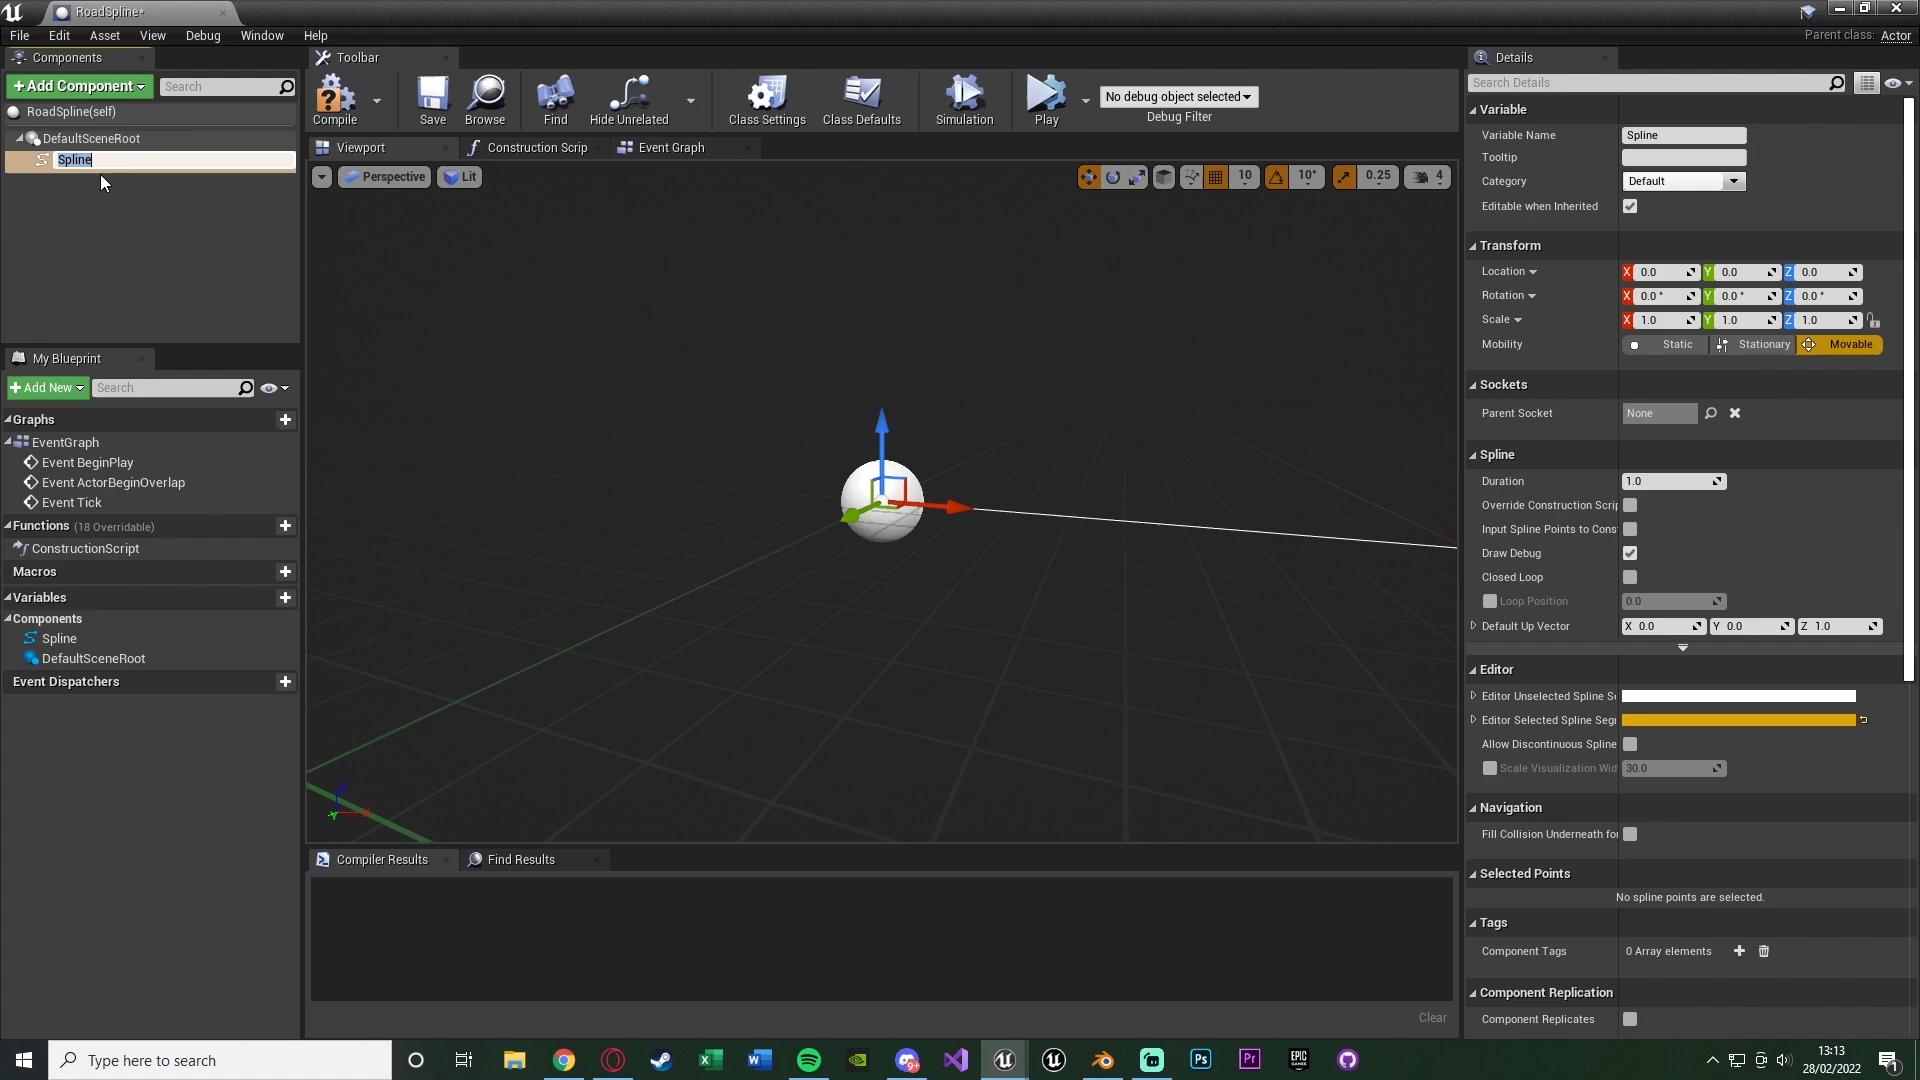 RoadSpline*
File Edit Asset View Debug Window Help
Parent class: Actor
Components
+Add Component
Search
RoadSpline(self)
DefaultSceneRoot
Spline
My Blueprint
+Add New
Search
Graphs
EventGraph
Event BeginPlay
Event ActorBeginOverlap
Event Tick
Functions (18 Overridable)
ConstructionScript
Macros
Variables
Components
Spline
DefaultSceneRoot
Event Dispatchers
Toolbar
Compile Save Browse Find Hide Unrelated Class Settings Class Defaults Simulation Play
No debug object selected
Debug Filter
Viewport Construction Scrip Event Graph
Perspective Lit
10 10° 0.25 4
Compiler Results Find Results
Clear
Details
Search Details
Variable
Variable Name Spline
Tooltip
Category Default
Editable when Inherited
Transform
Location X 0.0 Y 0.0 Z 0.0
Rotation X 0.0 ° Y 0.0 ° Z 0.0 °
Scale X 1.0 Y 1.0 Z 1.0
Mobility Static Stationary Movable
Sockets
Parent Socket None
Spline
Duration 1.0
Override Construction Scrip
Input Spline Points to Cons
Draw Debug
Closed Loop
Loop Position 0.0
Default Up Vector X 0.0 Y 0.0 Z 1.0
Editor
Editor Unselected Spline Se
Editor Selected Spline Segi
Allow Discontinuous Spline
Scale Visualization Wid 30.0
Navigation
Fill Collision Underneath for
Selected Points
No spline points are selected.
Tags
Component Tags 0 Array elements
Component Replication
Component Replicates
Type here to search
13:13
28/02/2022